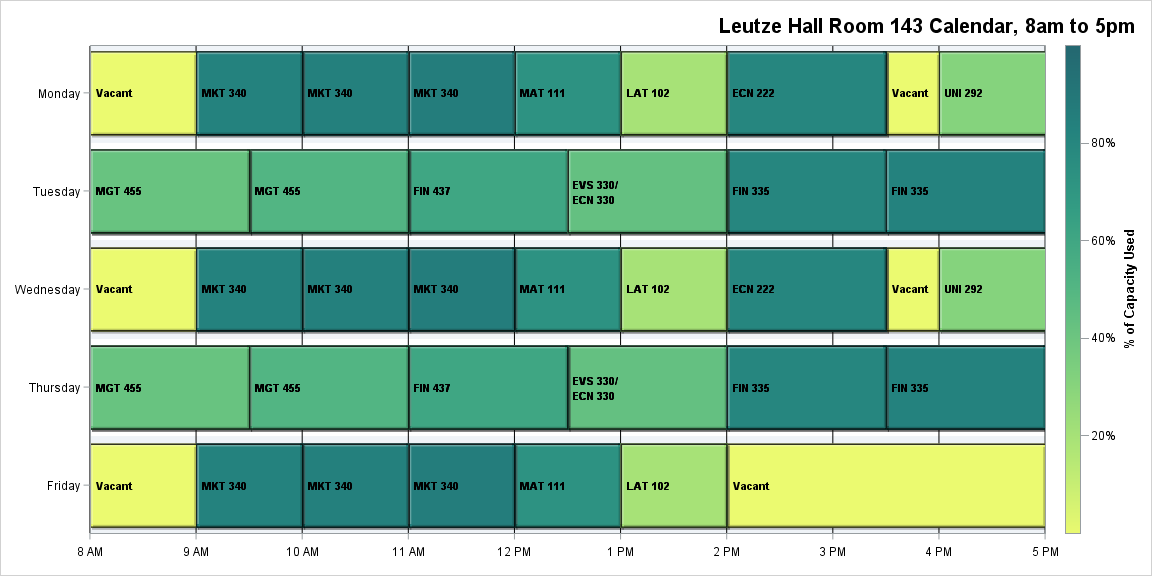 Leutze Hall Room 143 Calendar, 8am to 5pm
Monday
Vacant
MKT 340
MKT 340
MKT 340
MAT 111
LAT 102
ECN 222
Vacant
UNI 292
Tuesday
MGT 455
MGT 455
FIN 437
EVS 330/
ECN 330
FIN 335
FIN 335
Wednesday
Vacant
MKT 340
MKT 340
MKT 340
MAT 111
LAT 102
ECN 222
Vacant
UNI 292
Thursday
MGT 455
MGT 455
FIN 437
EVS 330/
ECN 330
FIN 335
FIN 335
Friday
Vacant
MKT 340
MKT 340
MKT 340
MAT 111
LAT 102
Vacant
8 AM
9 AM
10 AM
11 AM
12 PM
1 PM
2 PM
3 PM
4 PM
5 PM
80%
60%
40%
20%
% of Capacity Used